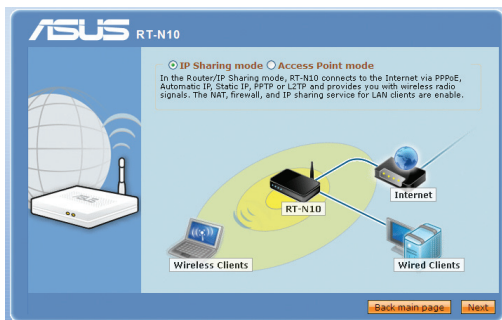 ASUS RT-N10
IP Sharing mode Access Point mode
In the Router/IP Sharing mode, RT-N10 connects to the Internet via PPPoE,
Automatic IP, Static IP, PPTP or L2TP and provides you with wireless radio
signals. The NAT, firewall, and IP sharing service for LAN clients are enable.
ASUS
Internet
RT-N10
Wireless Clients
Wired Clients
Back main page
Next